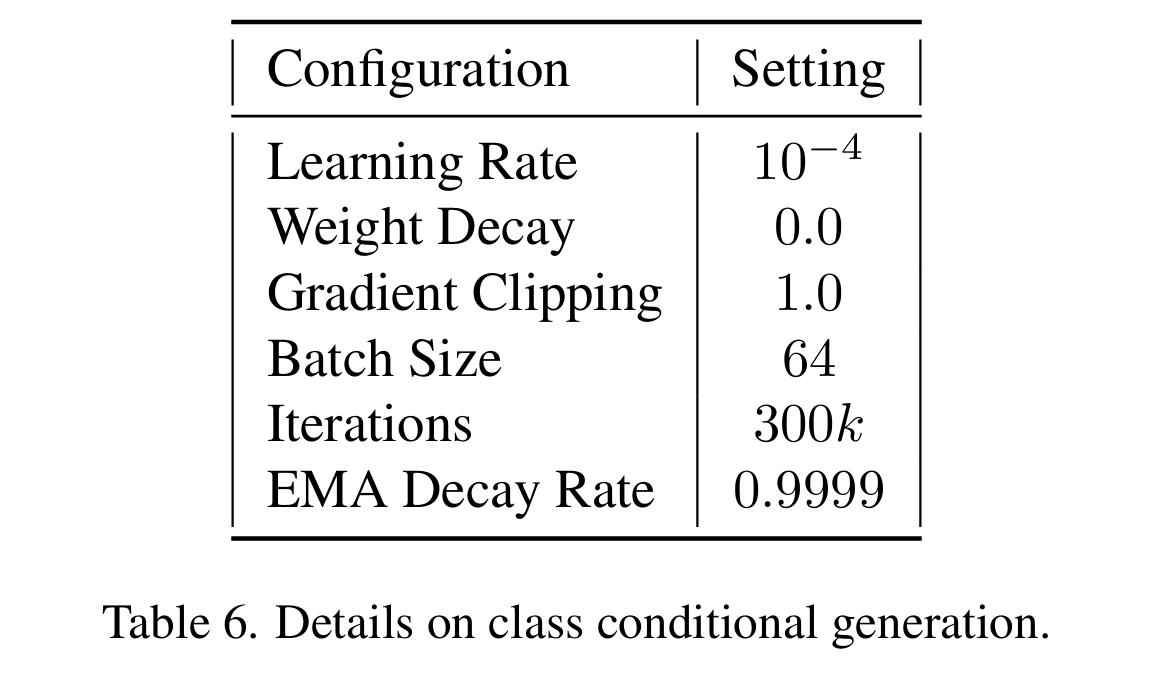 Configuration Setting
Learning Rate 10⁻⁴
Weight Decay 0.0
Gradient Clipping 1.0
Batch Size 64
Iterations 300k
EMA Decay Rate 0.9999
Table 6. Details on class conditional generation.